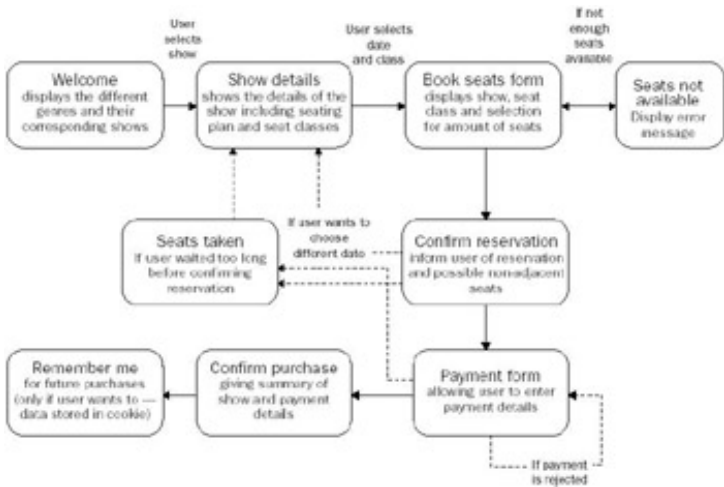 User
selects
show
User selects
date
and class
If not
enough
seats
available
Welcome
displays the different
genres and their
corresponding shows
Show details
shows the details of the
show including seating
plan and seat classes
Book seats form
displays show, seat
class and selection
for amount of seats
Seats not
available
Display error
message
Seats taken
If user waited too long
before confirming
reservation
If user wants to
choose
different date
Confirm reservation
inform user of reservation
and possible non-adjacent
seats
Remember me
for future purchases
(only if user wants to —
data stored in cookie)
Confirm purchase
giving summary of
show and payment
details
Payment form
allowing user to enter
payment details
If payment
is rejected